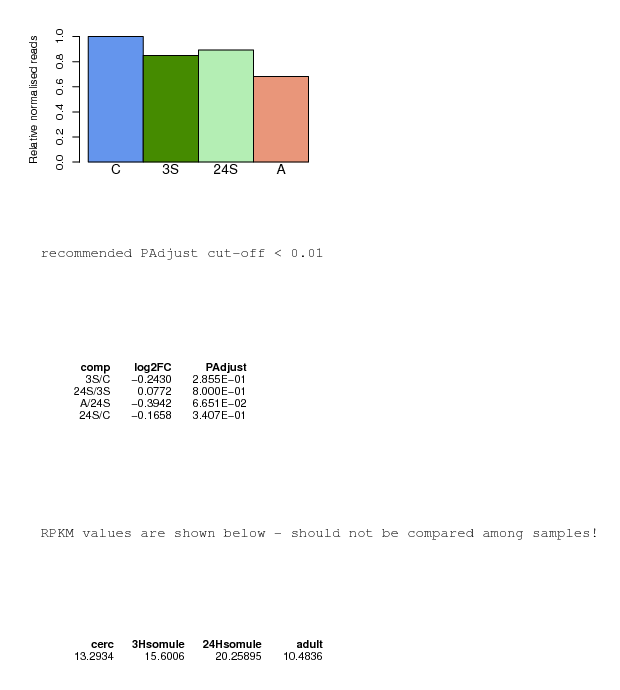 Relative normalised reads
1.0
0.8
0.6
0.4
0.2
0.0
C 3S 24S A
recommended PAdjust cut-off < 0.01
comp log2FC PAdjust
3S/C −0.2430 2.855E−01
24S/3S 0.0772 8.000E−01
A/24S −0.3942 6.651E−02
24S/C −0.1658 3.407E−01
RPKM values are shown below - should not be compared among samples!
cerc 3Hsomule 24Hsomule adult
13.2934 15.6006 20.25895 10.4836